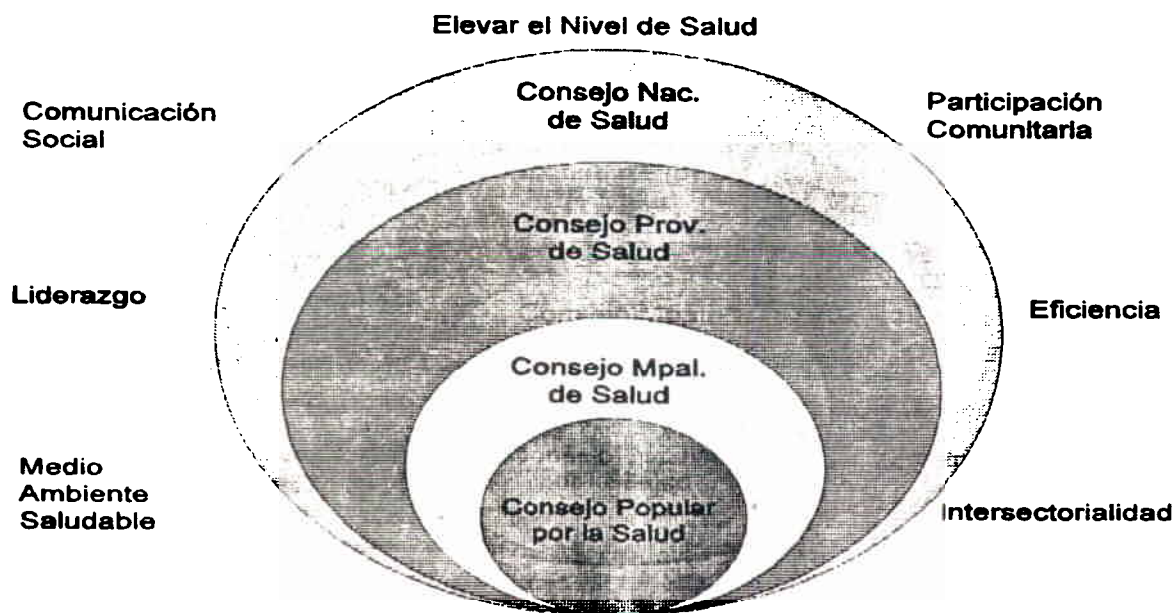 Elevar el Nivel de Salud
Comunicación
Social
Consejo Nac.
de Salud
Participación
Comunitaria
Consejo Prov.
de Salud
Liderazgo
Eficiencia
Consejo Mpal.
de Salud
Medio
Ambiente
Saludable
Consejo Popular
por la Salud
Intersectorialidad